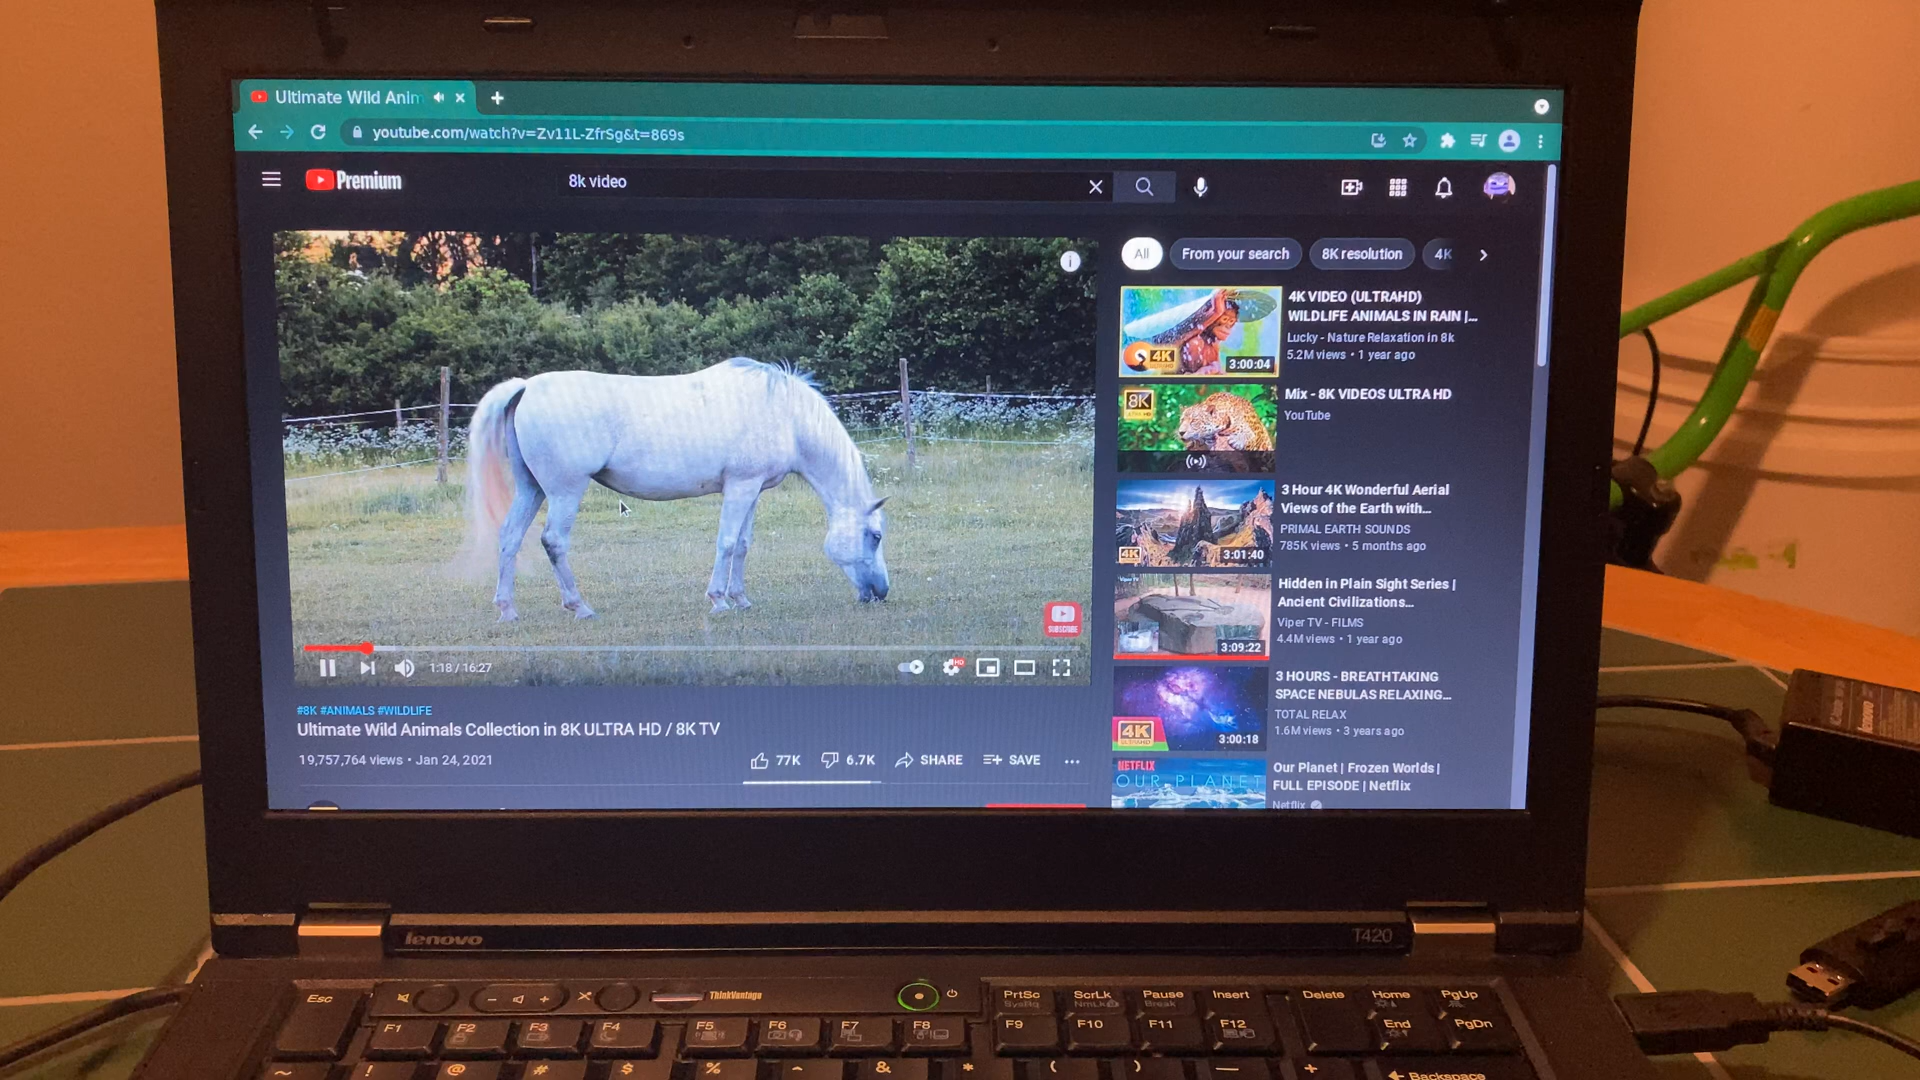 Ultimate Wild Anim
youtube.com/watch?v=Zv11L-ZfrSg&t=869s
Premium
8k video
All
From your search
8K resolution
4K
4K
3:00:04
4K VIDEO (ULTRAHD)
WILDLIFE ANIMALS IN RAIN |...
Lucky - Nature Relaxation in 8k
5.2M views • 1 year ago
8K
Mix - 8K VIDEOS ULTRA HD
YouTube
4K
3:01:40
3 Hour 4K Wonderful Aerial
Views of the Earth with...
PRIMAL EARTH SOUNDS
785K views • 5 months ago
Viper TV
3:09:22
Hidden in Plain Sight Series |
Ancient Civilizations...
Viper TV - FILMS
4.4M views • 1 year ago
4K
3:00:18
3 HOURS - BREATHTAKING
SPACE NEBULAS RELAXING...
TOTAL RELAX
1.6M views • 3 years ago
NETFLIX
OUR PLANET
Our Planet | Frozen Worlds |
FULL EPISODE | Netflix
Netflix
SUBSCRIBE
1:18 / 16:27
HD
#8K #ANIMALS #WILDLIFE
Ultimate Wild Animals Collection in 8K ULTRA HD / 8K TV
19,757,764 views • Jan 24, 2021
77K
6.7K
SHARE
SAVE
lenovo
T420
lenovo
Esc
ThinkVantage
PrtSc
SysRq
ScrLk
NmLk
Pause
Break
Insert
Delete
Home
PgUp
F1
F2
F3
F4
F5
F6
F7
F8
F9
F10
F11
F12
End
PgDn
~ ! @ # $ % ^ & * ( ) — +
Backspace